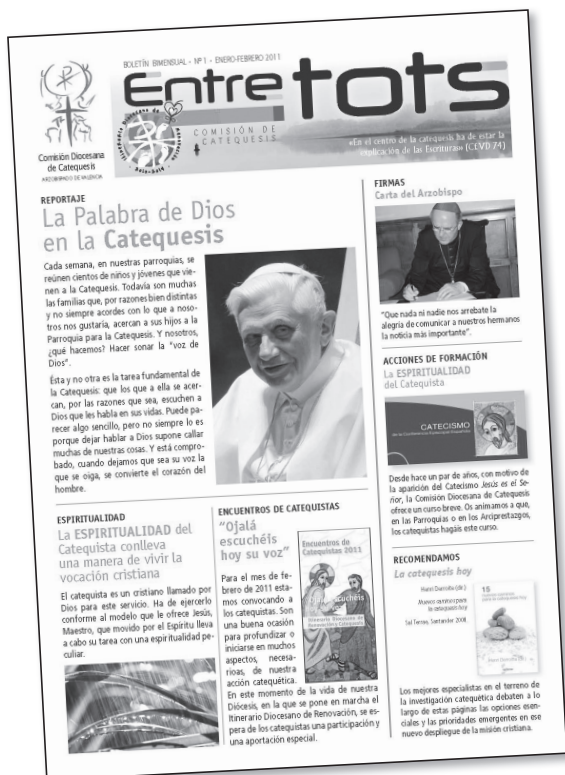 BOLETÍN BIMENSUAL - Nº 1 - ENERO-FEBRERO 2011
Entre tots
COMISIÓN DE
CATEQUESIS
Comisión Diocesana
de Catequesis
ARZOBISPADO DE VALENCIA
«En el centro de la catequesis ha de estar la
explicación de las Escrituras» (CEVD 74)
REPORTAJE
La Palabra de Dios
en la Catequesis
Cada semana, en nuestras parroquias, se
reúnen cientos de niños y jóvenes que vie-
nen a la Catequesis. Todavía son muchas
las familias que, por razones bien distintas
y no siempre acordes con lo que a noso-
tros nos gustaría, acercan a sus hijos a la
Parroquia para la Catequesis. Y nosotros,
¿qué hacemos? Hacer sonar la "voz de
Dios".
Ésta y no otra es la tarea fundamental de
la Catequesis: que los que a ella se acer-
can, por las razones que sea, escuchen a
Dios que les habla en sus vidas. Puede pa-
recer algo sencillo, pero no siempre lo es
porque dejar hablar a Dios supone callar
muchas de nuestras cosas. Y está compro-
bado, cuando dejamos que sea su voz la
que se oiga, se convierte el corazón del
hombre.
FIRMAS
Carta del Arzobispo
"Que nada ni nadie nos arrebate la
alegría de comunicar a nuestros hermanos
la noticia más importante".
ACCIONES DE FORMACIÓN
La ESPIRITUALIDAD
del Catequista
CATECISMO
Desde hace un par de años, con motivo de
la aparición del Catecismo Jesús es el Se-
ñor, la Comisión Diocesana de Catequesis
ofrece un curso breve. Os animamos a que,
en las Parroquias o en los Arciprestazgos,
los catequistas hagáis este curso.
ESPIRITUALIDAD
La ESPIRITUALIDAD del
Catequista conlleva
una manera de vivir la
vocación cristiana
El catequista es un cristiano llamado por
Dios para este servicio. Ha de ejercerlo
conforme al modelo que le ofrece Jesús,
Maestro, que movido por el Espíritu lleva
a cabo su tarea con una espiritualidad pe-
culiar.
ENCUENTROS DE CATEQUISTAS
"Ojalá
escuchéis
hoy su voz"
Para el mes de fe-
brero de 2011 esta-
mos convocando a
los catequistas. Son
una buena ocasión
para profundizar o
iniciarse en muchos
aspectos, necesa-
rios, de nuestra
acción catequética.
En este momento de la vida de nuestra
Diócesis, en la que se pone en marcha el
Itinerario Diocesano de Renovación, se es-
pera de los catequistas una participación y
una aportación especial.
Encuentros de
Catequistas 2011
Itinerario Diocesano de
Renovación y Catequesis
RECOMENDAMOS
La catequesis hoy
Hanri Derroitte (dir.)
15
Nuevos caminos para
la catequesis hoy
Sal Terrae, Santander 2008.
Los mejores especialistas en el terreno de
la investigación catequética debaten a lo
largo de estas páginas las opciones esen-
ciales y las prioridades emergentes en ese
nuevo despliegue de la misión cristiana.